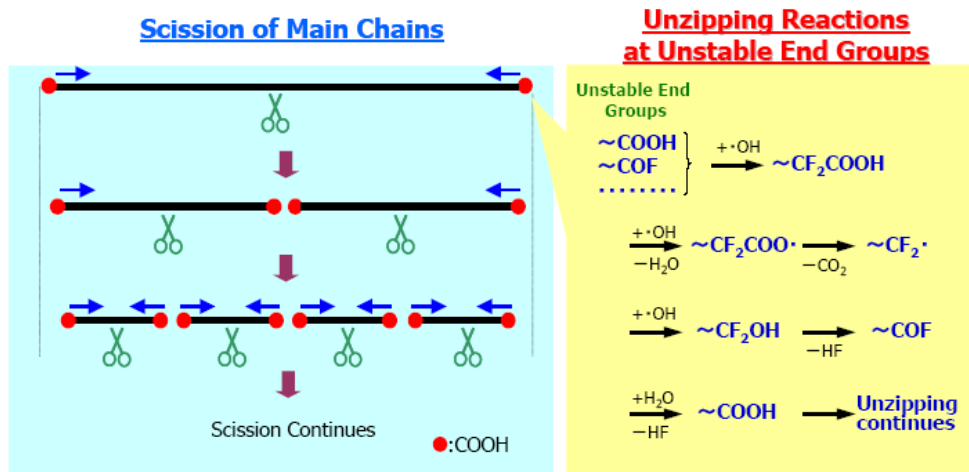 Scission of Main Chains
Unzipping Reactions
at Unstable End Groups
Unstable End
Groups
~COOH
~COF
·········
+·OH
~CF₂COOH
+·OH
−H₂O
~CF₂COO·
−CO₂
~CF₂·
+·OH
~CF₂OH
−HF
~COF
+H₂O
−HF
~COOH
Unzipping
continues
Scission Continues
:COOH